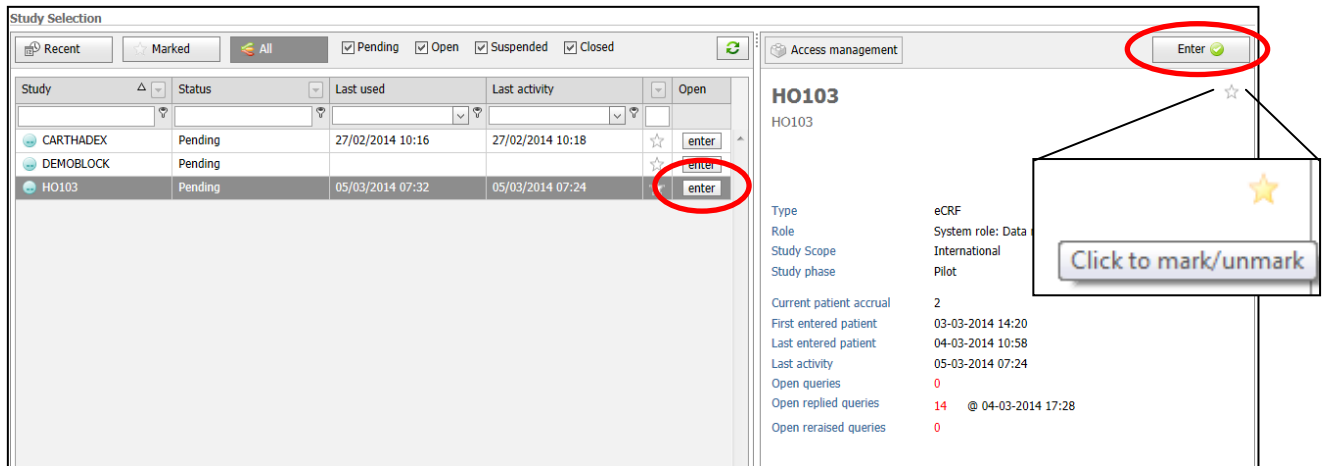 Study Selection
Recent Marked All Pending Open Suspended Closed
Study Status Last used Last activity Open
CARTHADEX Pending 27/02/2014 10:16 27/02/2014 10:18 enter
DEMOBLOCK Pending enter
HO103 Pending 05/03/2014 07:32 05/03/2014 07:24 enter
Access management Enter
HO103
HO103
Type eCRF
Role System role: Data
Study Scope International
Study phase Pilot
Current patient accrual 2
First entered patient 03-03-2014 14:20
Last entered patient 04-03-2014 10:58
Last activity 05-03-2014 07:24
Open queries 0
Open replied queries 14 @ 04-03-2014 17:28
Open reraised queries 0
Click to mark/unmark